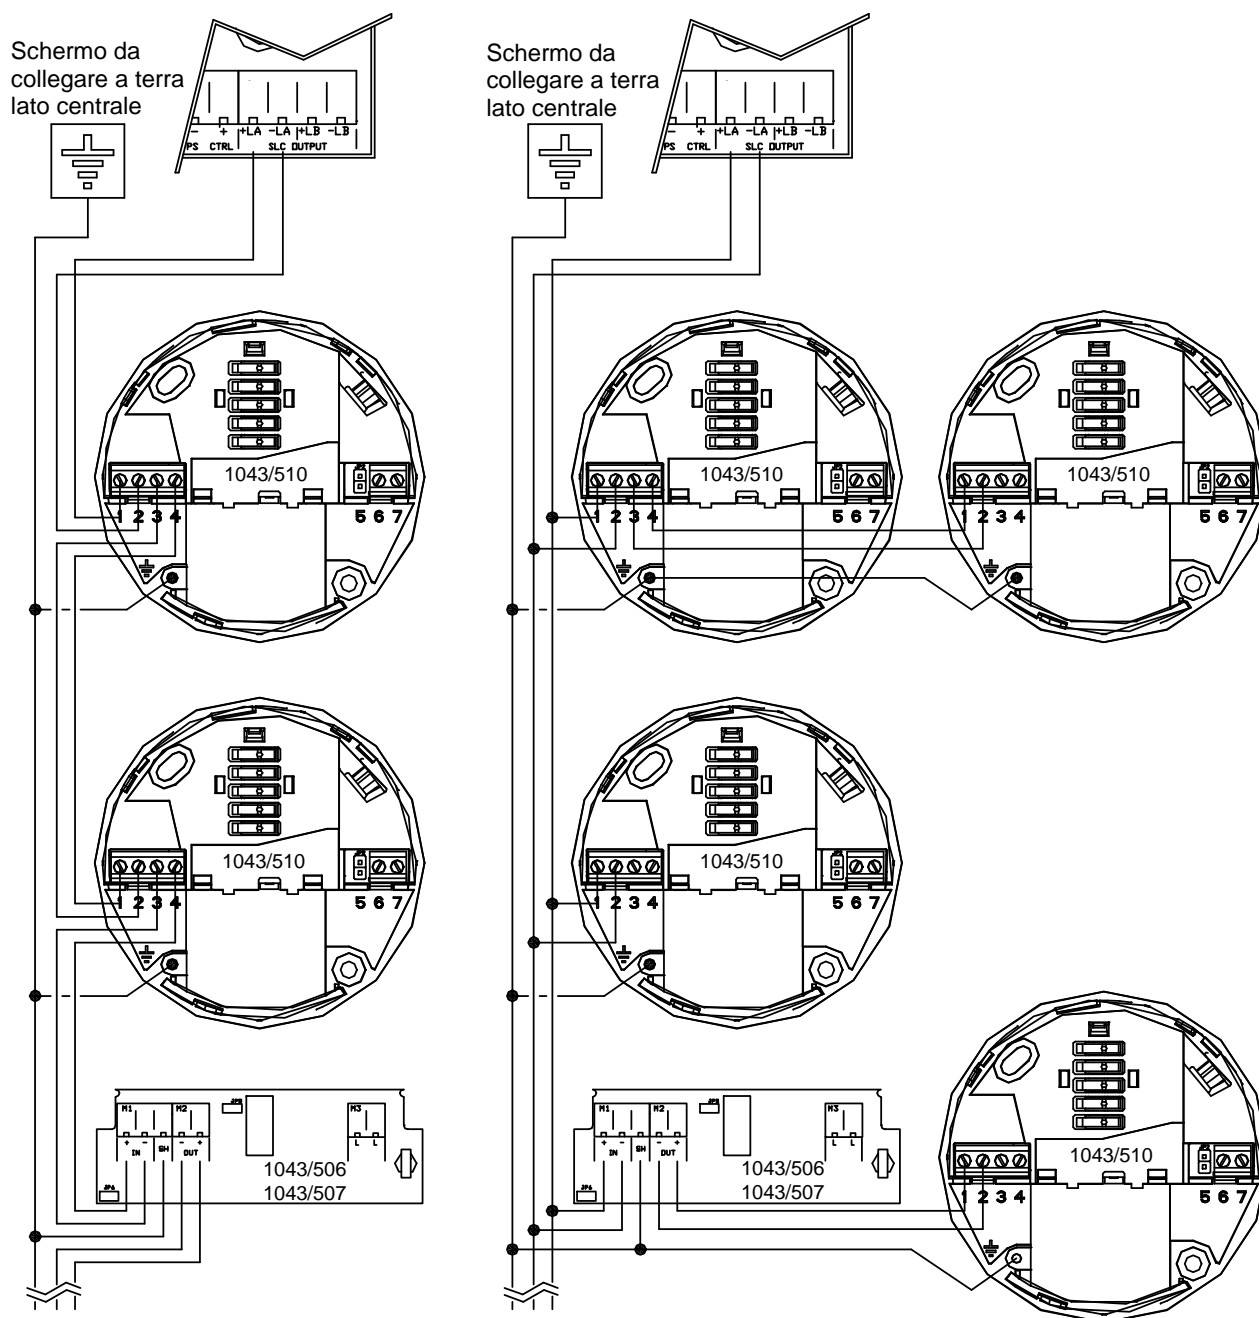 Schermo da
collegare a terra
lato centrale
- + +LA -LA +LB -LB
PS CTRL SLC OUTPUT
Schermo da
collegare a terra
lato centrale
- + +LA -LA +LB -LB
PS CTRL SLC OUTPUT
1043/510
1 2 3 4 5 6 7
1043/510
1 2 3 4 5 6 7
1043/510
1 2 3 4 5 6 7
1043/510
1 2 3 4 5 6 7
1043/510
1 2 3 4 5 6 7
M1 M2 JP5 M3
+ - - + L L
IN SH OUT
1043/506
1043/507
JP6
M1 M2 JP5 M3
+ - - + L L
IN SH OUT
1043/506
1043/507
JP6
1043/510
1 2 3 4 5 6 7